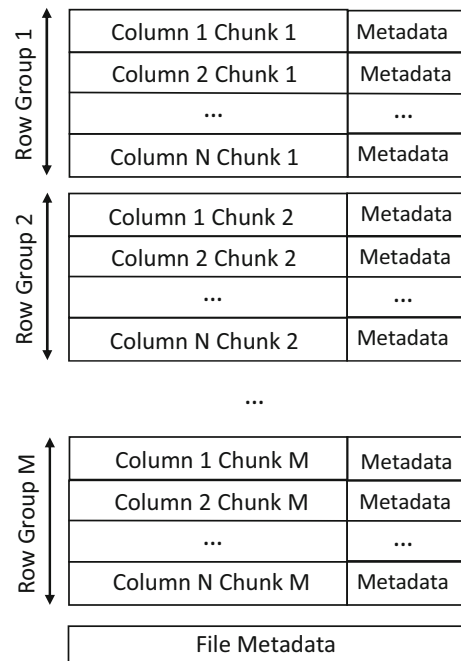 Row Group 1
Column 1 Chunk 1 Metadata
Column 2 Chunk 1 Metadata
... ...
Column N Chunk 1 Metadata
Row Group 2
Column 1 Chunk 2 Metadata
Column 2 Chunk 2 Metadata
... ...
Column N Chunk 2 Metadata
...
Row Group M
Column 1 Chunk M Metadata
Column 2 Chunk M Metadata
... ...
Column N Chunk M Metadata
File Metadata